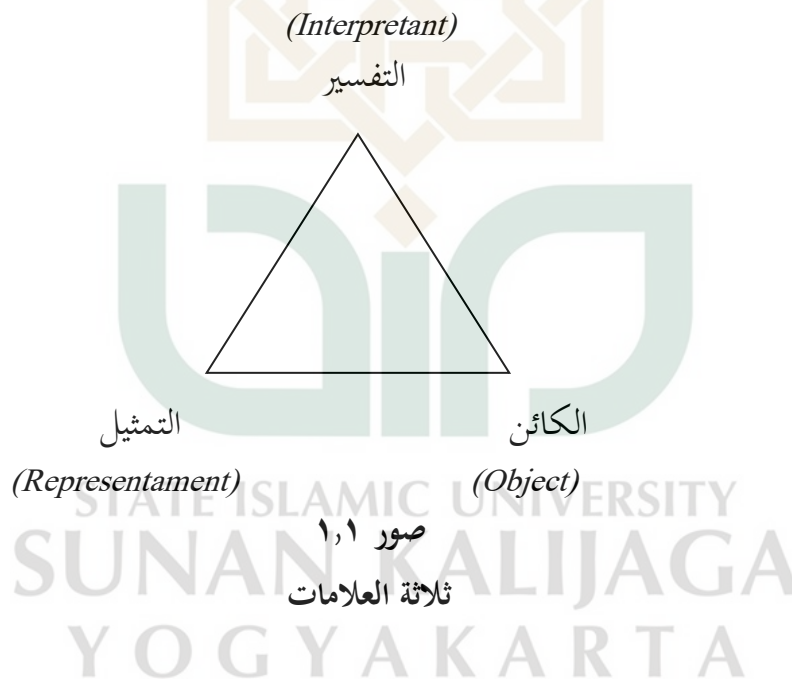 (Interpretant)
التفسير
التمثيل الكائن
(Representament) (Object)
صور ١,١
ثلاثة العلامات
STATE ISLAMIC UNIVERSITY
SUNAN KALIJAGA
YOGYAKARTA